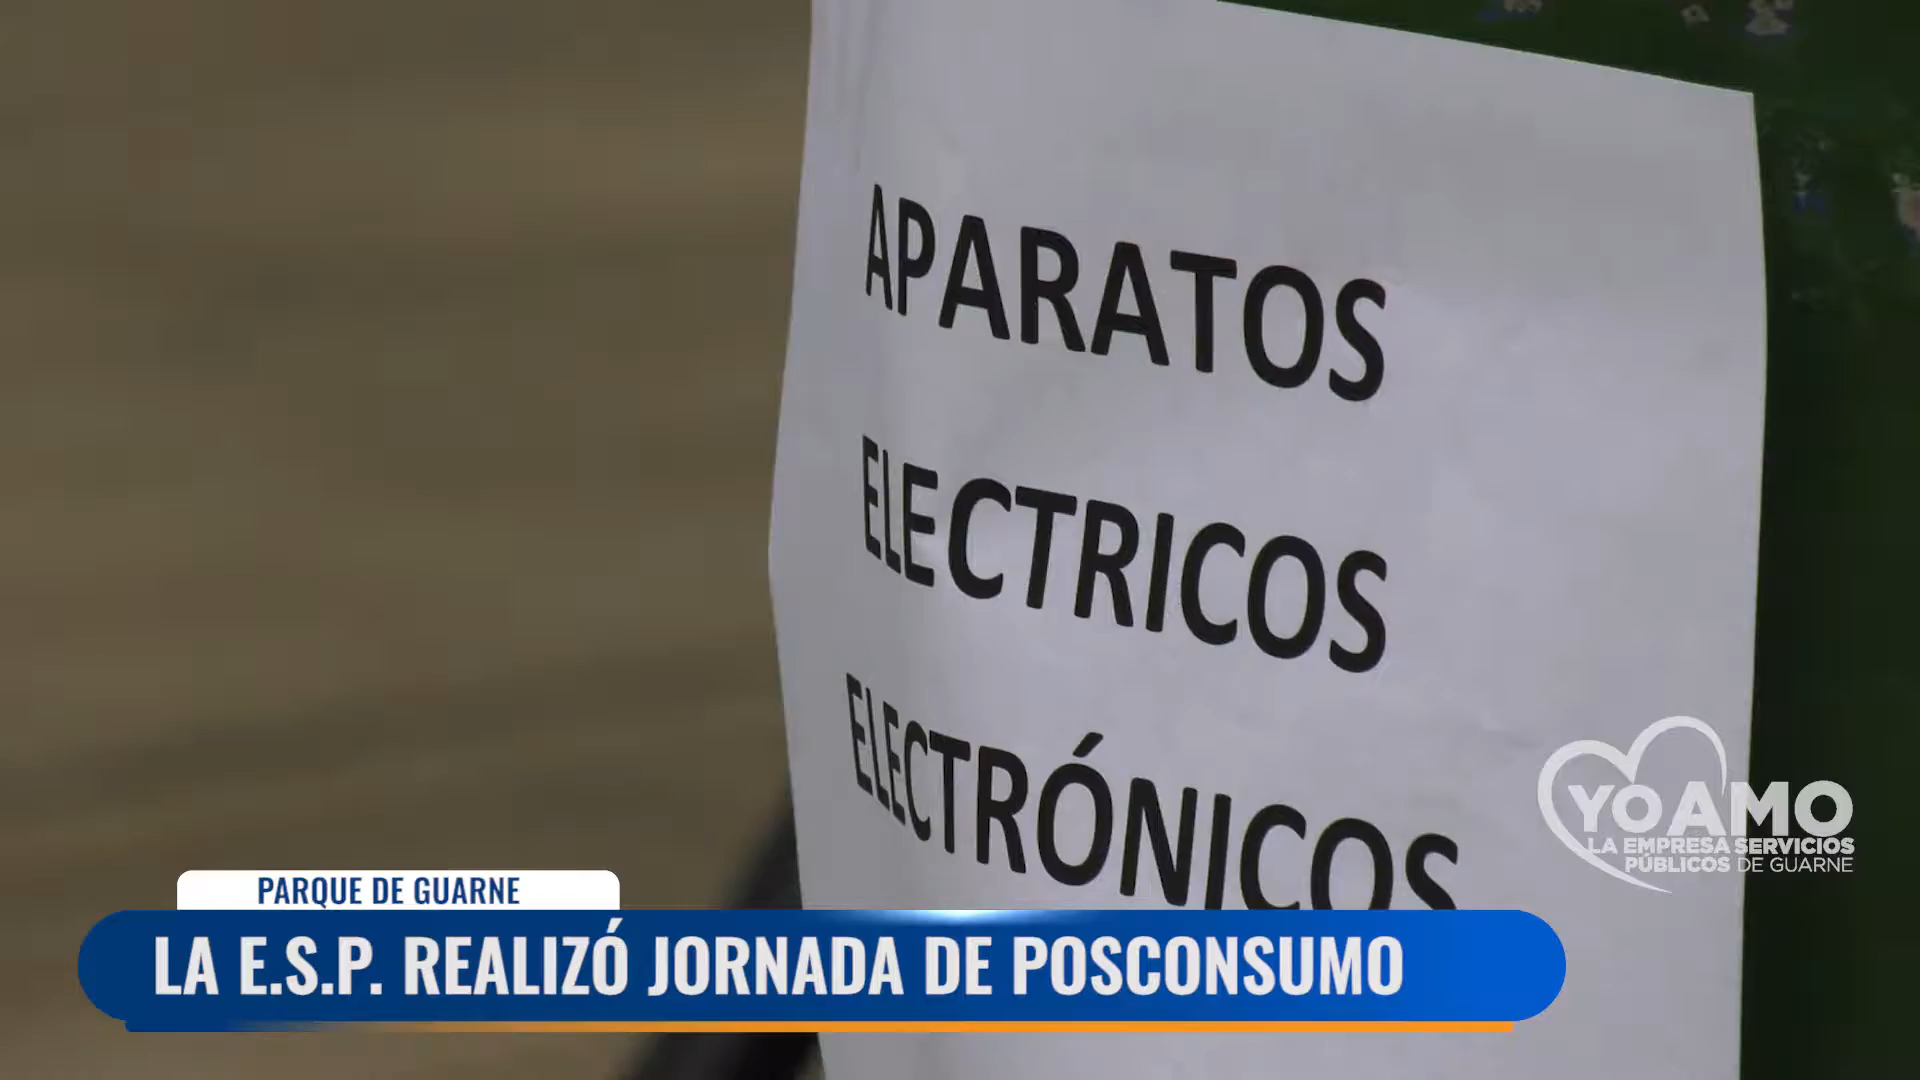 APARATOS
ELECTRICOS
ELECTRÓNICOS
YO AMO
LA EMPRESA SERVICIOS
PÚBLICOS DE GUARNE
PARQUE DE GUARNE
LA E.S.P. REALIZÓ JORNADA DE POSCONSUMO